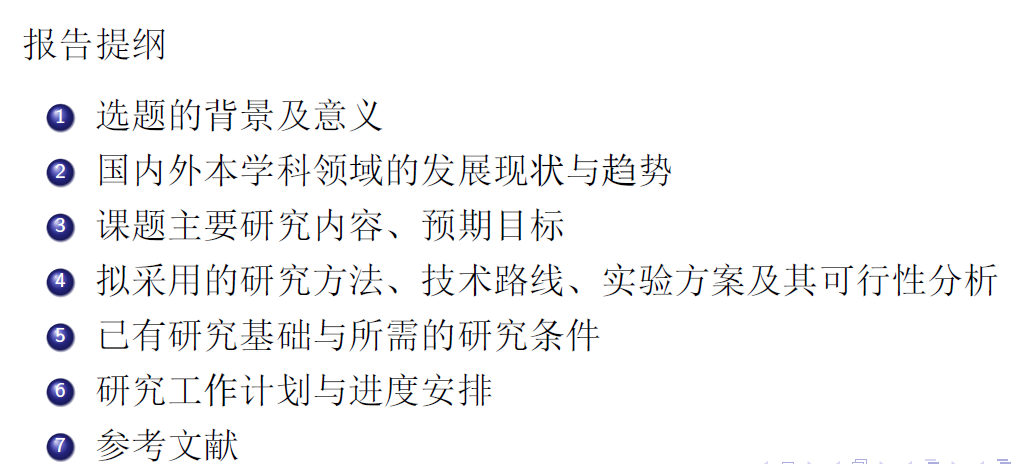 报告提纲
1 选题的背景及意义
2 国内外本学科领域的发展现状与趋势
3 课题主要研究内容、预期目标
4 拟采用的研究方法、技术路线、实验方案及其可行性分析
5 已有研究基础与所需的研究条件
6 研究工作计划与进度安排
7 参考文献